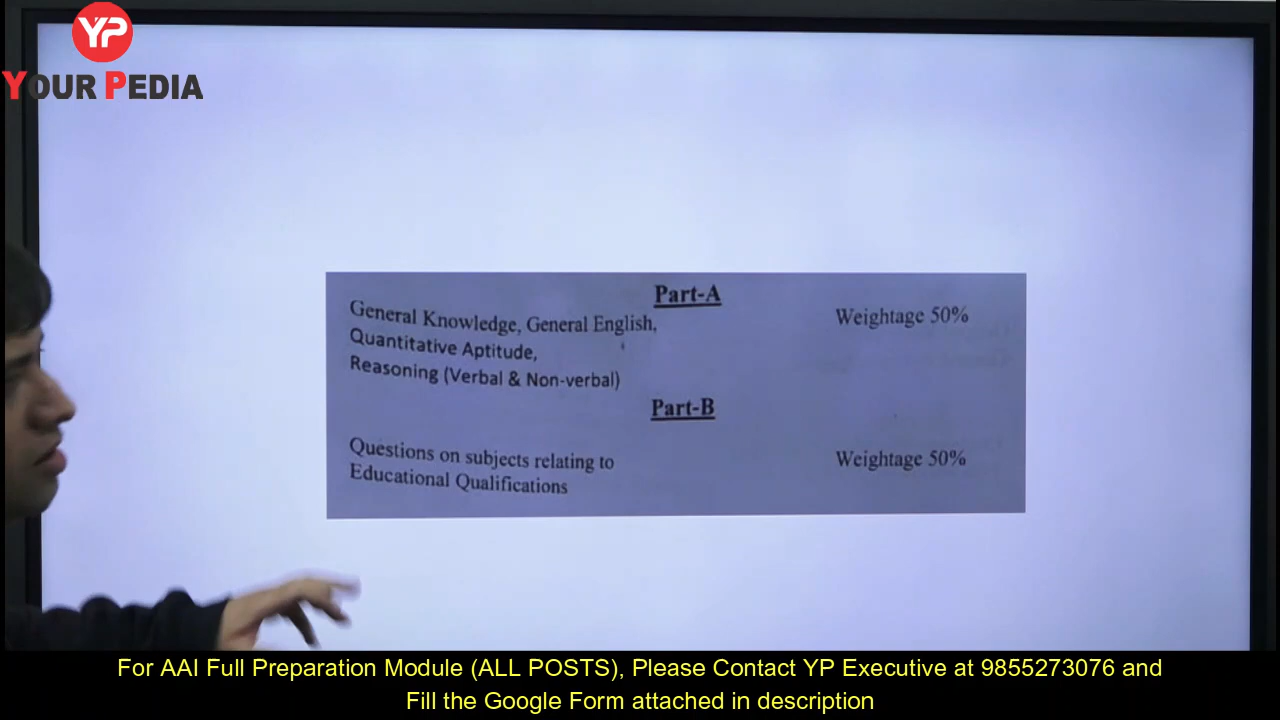 YP
YOUR PEDIA
Part-A
General Knowledge, General English,
Weightage 50%
Quantitative Aptitude,
Reasoning (Verbal & Non-verbal)
Part-B
Questions on subjects relating to
Weightage 50%
Educational Qualifications
For AAI Full Preparation Module (ALL POSTS), Please Contact YP Executive at 9855273076 and
Fill the Google Form attached in description